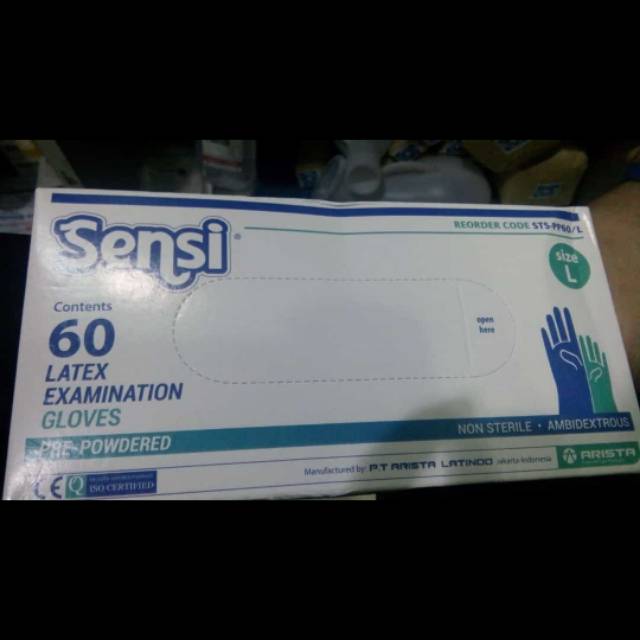 Sensi®
REORDER CODE STS-PP60/L
size
L
Contents
60
LATEX
EXAMINATION
GLOVES
open
here
PRE-POWDERED
NON STERILE • AMBIDEXTROUS
CE
Q
ISO CERTIFIED
Manufactured by: P.T ARISTA LATINDO Jakarta-Indonesia
ARISTA